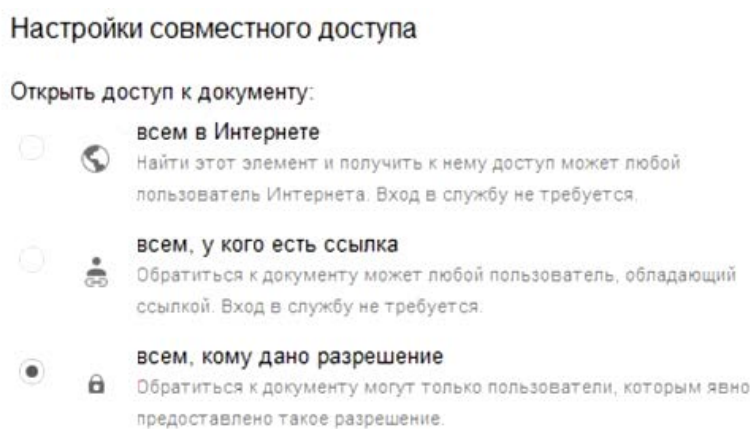 Настройки совместного доступа
Открыть доступ к документу:
всем в Интернете
Найти этот элемент и получить к нему доступ может любой
пользователь Интернета. Вход в службу не требуется.
всем, у кого есть ссылка
Обратиться к документу может любой пользователь, обладающий
ссылкой. Вход в службу не требуется.
всем, кому дано разрешение
Обратиться к документу могут только пользователи, которым явно
предоставлено такое разрешение.